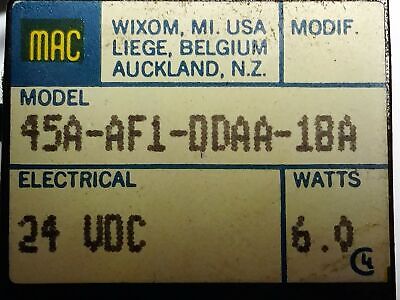 MAC
WIXOM, MI. USA
LIEGE, BELGIUM
AUCKLAND, N.Z.
MODIF.
MODEL
45A-AF1-DDAA-1BA
ELECTRICAL
24 VDC
WATTS
6.0
C4